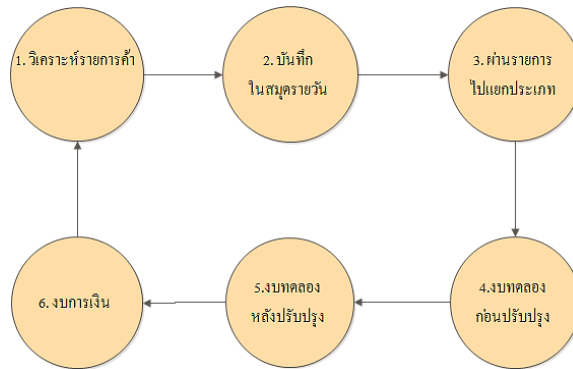 1. วิเคราะห์รายการค้า
2. บันทึก
ในสมุดรายวัน
3. ผ่านรายการ
ไปแยกประเภท
4.งบทดลอง
ก่อนปรับปรุง
5.งบทดลอง
หลังปรับปรุง
6. งบการเงิน